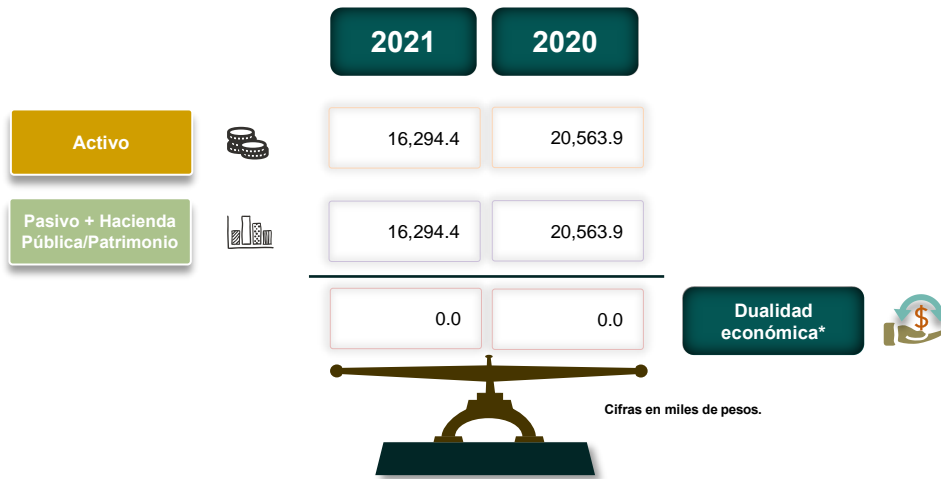 2021 2020
Activo 16,294.4 20,563.9
Pasivo + Hacienda
Pública/Patrimonio 16,294.4 20,563.9
0.0 0.0 Dualidad
económica*
$
Cifras en miles de pesos.